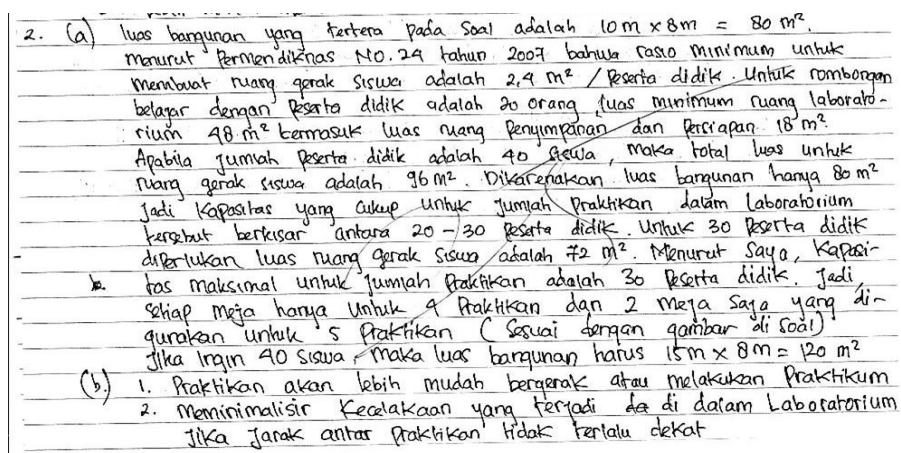 2. (a) luas bangunan yang tertera pada Soal adalah 10 m x 8 m = 80 m².
menurut Permendiknas NO. 24 tahun 2007 bahwa rasio minimum untuk
membuat ruang gerak siswa adalah 2,4 m² / Peserta didik. Untuk rombongan
belajar dengan Peserta didik adalah 20 orang, luas minimum ruang laborato-
rium 48 m² termasuk luas ruang Penyimpanan dan Persiapan 18 m².
Apabila Jumlah Peserta didik adalah 40 siswa, maka total luas untuk
ruang gerak siswa adalah 96 m². Dikarenakan luas bangunan hanya 80 m²
Jadi Kapasitas yang cukup untuk Jumlah Praktikan dalam Laboratorium
tersebut berkisar antara 20 - 30 Peserta didik. Untuk 30 Peserta didik
diperlukan luas ruang gerak siswa adalah 72 m². Menurut Saya, Kapasi-
tas maksimal untuk Jumlah Praktikan adalah 30 Peserta didik. Jadi,
setiap meja hanya untuk 4 Praktikan dan 2 meja Saja yang di-
gunakan untuk 5 Praktikan (Sesuai dengan gambar di Soal)
Jika Ingin 40 Siswa, maka luas bangunan harus 15 m x 8 m = 120 m²
(b.) 1. Praktikan akan lebih mudah bergerak atau melakukan Praktikum
2. Meminimalisir Kecelakaan yang terjadi di dalam Laboratorium
Jika Jarak antar Praktikan tidak terlalu dekat